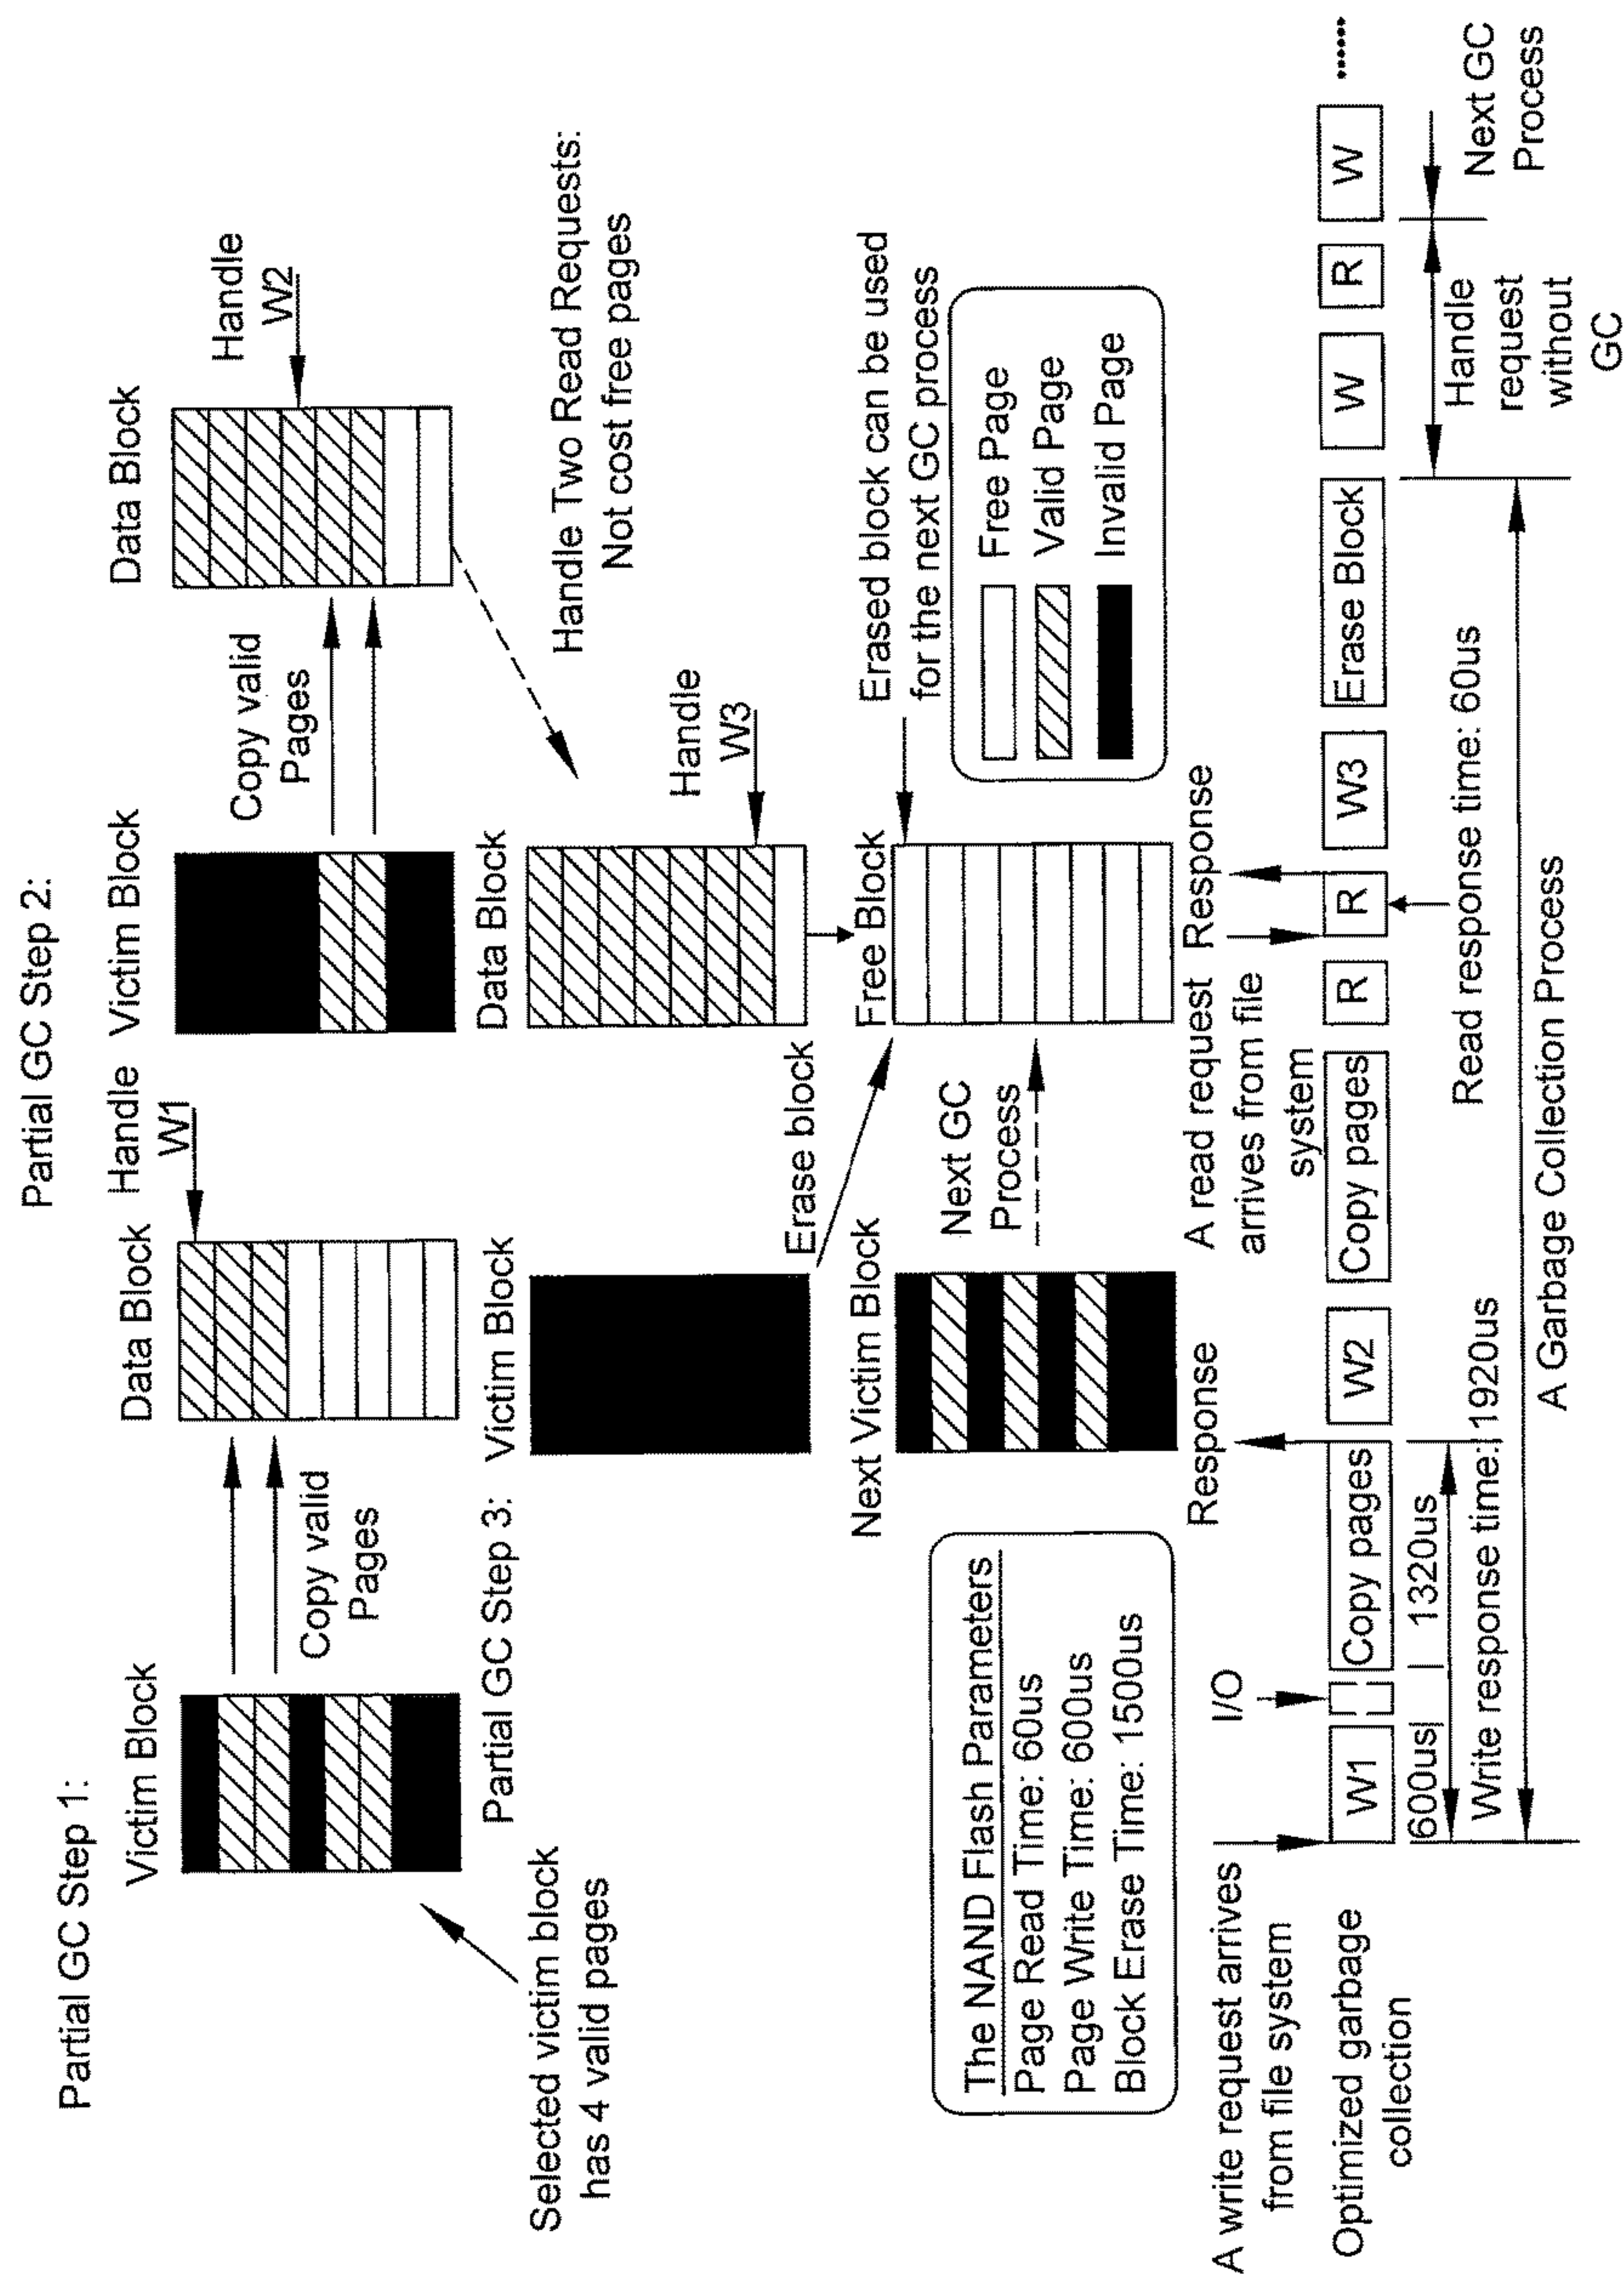 Partial GC Step 1:
Victim Block
Copy valid
Pages
Selected victim block
has 4 valid pages
Data Block
Handle
W1
Partial GC Step 2:
Victim Block
Copy valid
Pages
Data Block
Handle
W2
Handle Two Read Requests:
Not cost free pages
Partial GC Step 3:
Victim Block
Erase block
Data Block
Handle
W3
Next Victim Block
Next GC
Process
Free Block
Erased block can be used
for the next GC process
The NAND Flash Parameters
Page Read Time: 60us
Page Write Time: 600us
Block Erase Time: 1500us
Free Page
Valid Page
Invalid Page
A write request arrives
from file system
I/O
Response
A read request
arrives from file
system
Response
Optimized garbage
collection
W1
Copy pages
W2
Copy pages
R
R
W3
Erase Block
W
R
W
......
600us
1320us
Write response time: 1920us
Read response time: 60us
A Garbage Collection Process
Handle
request
without
GC
Next GC
Process